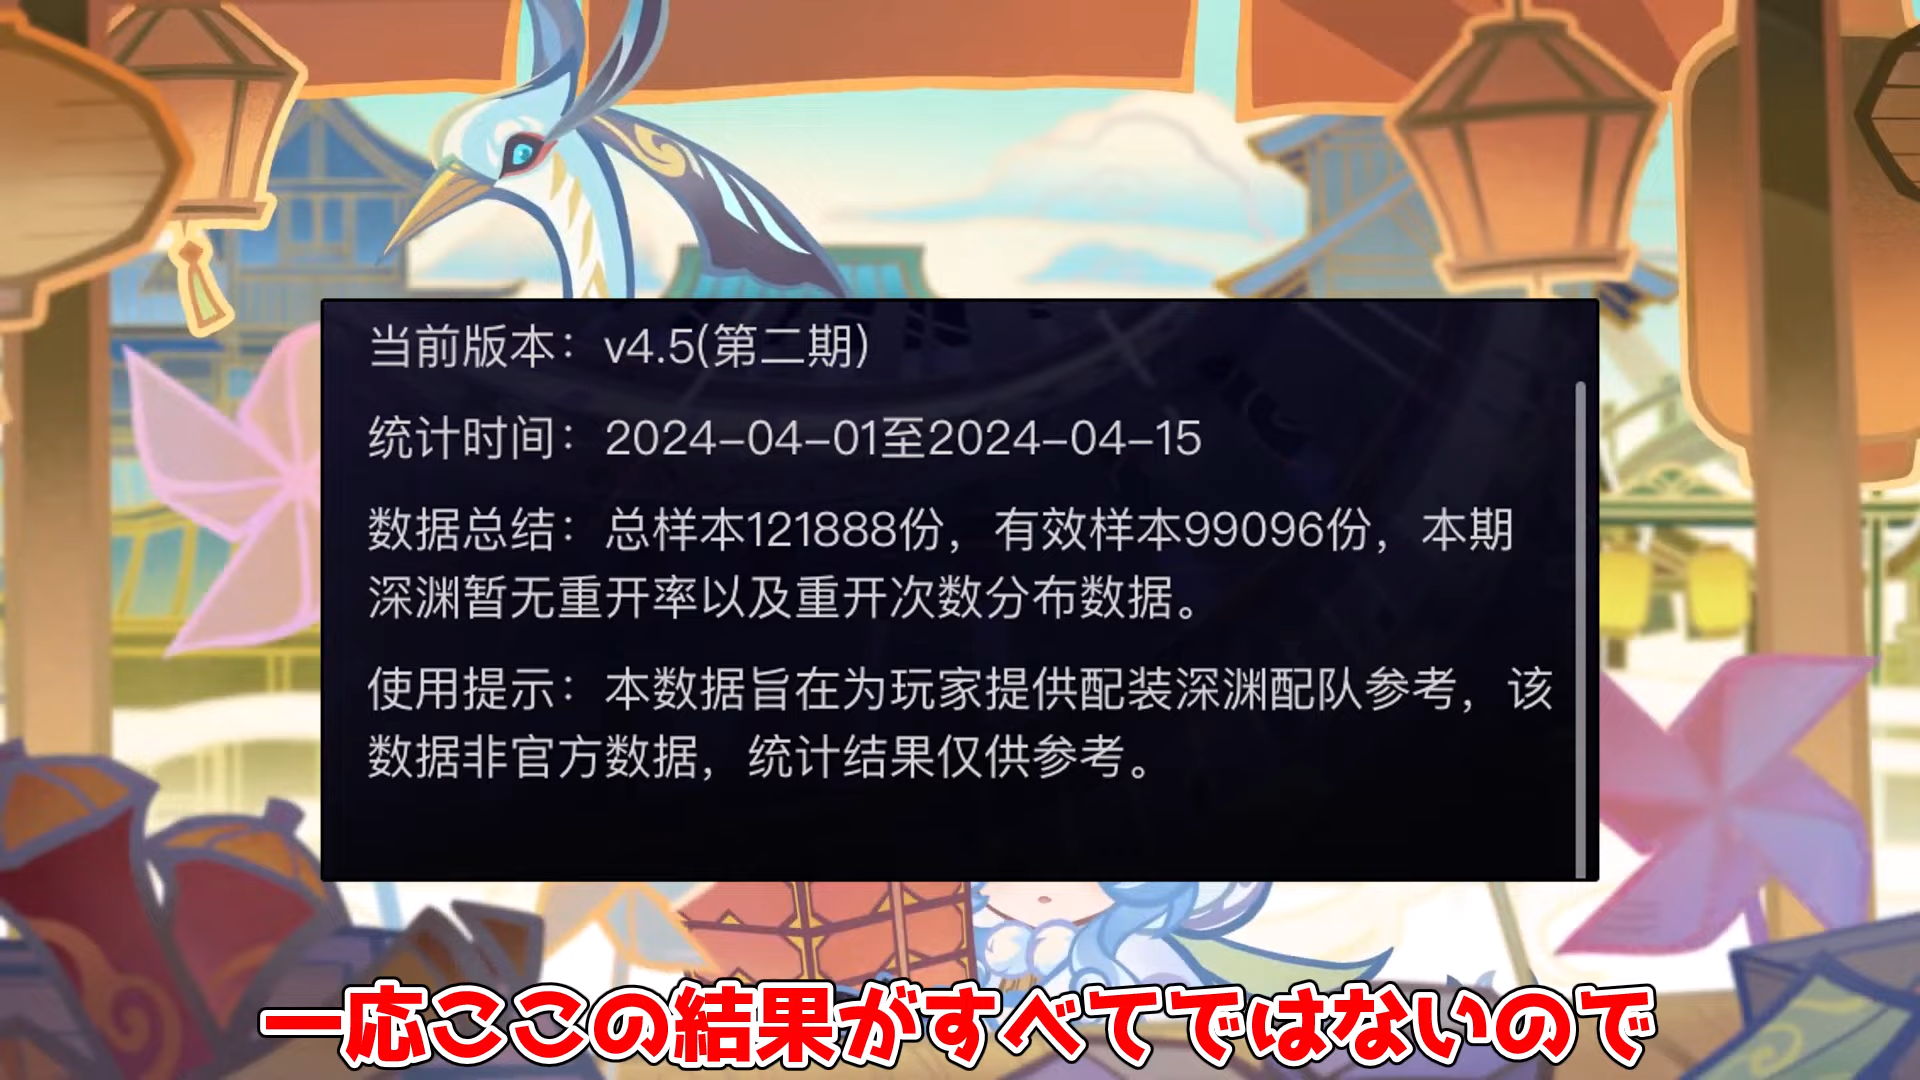 当前版本：v4.5(第二期)
统计时间：2024-04-01至2024-04-15
数据总结：总样本121888份，有效样本99096份，本期
深渊暂无重开率以及重开次数分布数据。
使用提示：本数据旨在为玩家提供配装深渊配队参考，该
数据非官方数据，统计结果仅供参考。
一応ここの結果がすべてではないので